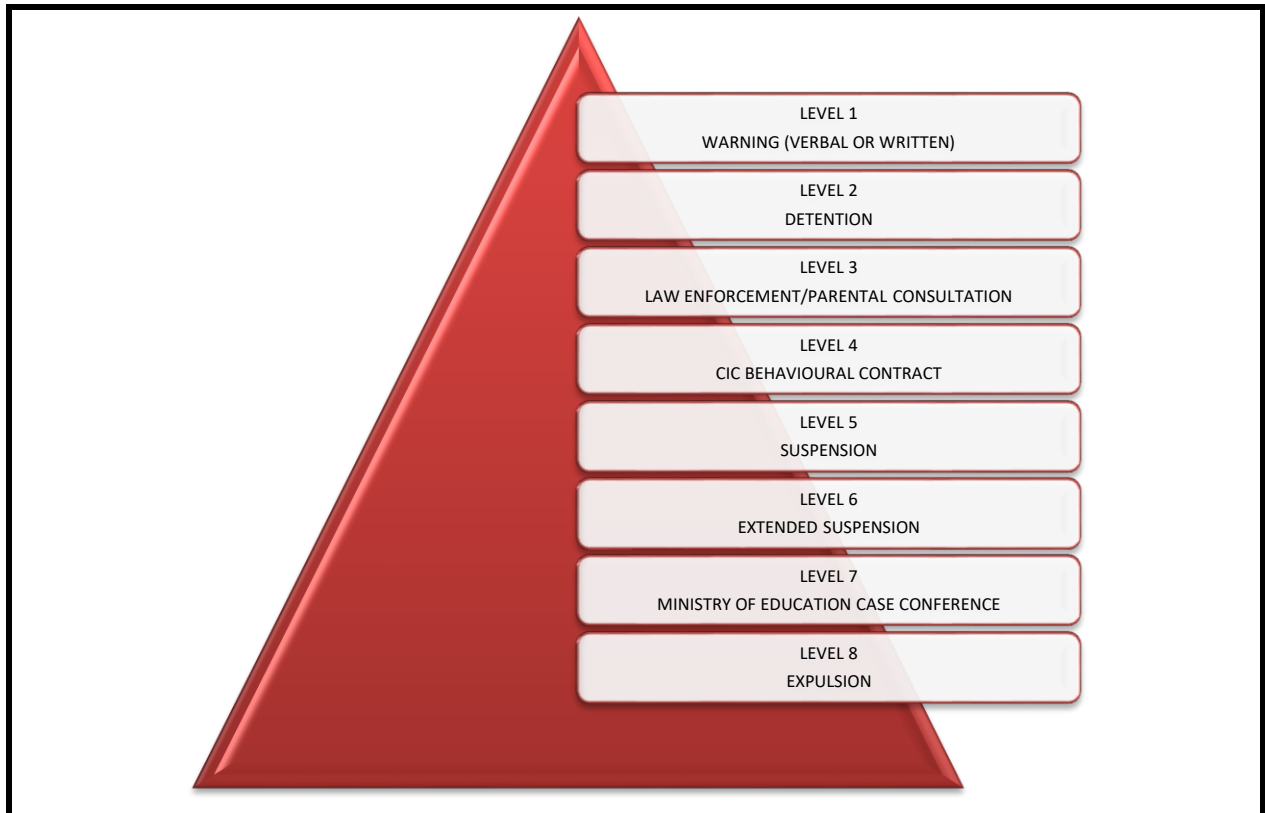 LEVEL 1
WARNING (VERBAL OR WRITTEN)
LEVEL 2
DETENTION
LEVEL 3
LAW ENFORCEMENT/PARENTAL CONSULTATION
LEVEL 4
CIC BEHAVIOURAL CONTRACT
LEVEL 5
SUSPENSION
LEVEL 6
EXTENDED SUSPENSION
LEVEL 7
MINISTRY OF EDUCATION CASE CONFERENCE
LEVEL 8
EXPULSION